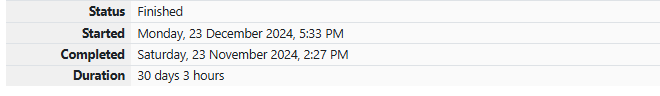 Status Finished
Started Monday, 23 December 2024, 5:33 PM
Completed Saturday, 23 November 2024, 2:27 PM
Duration 30 days 3 hours